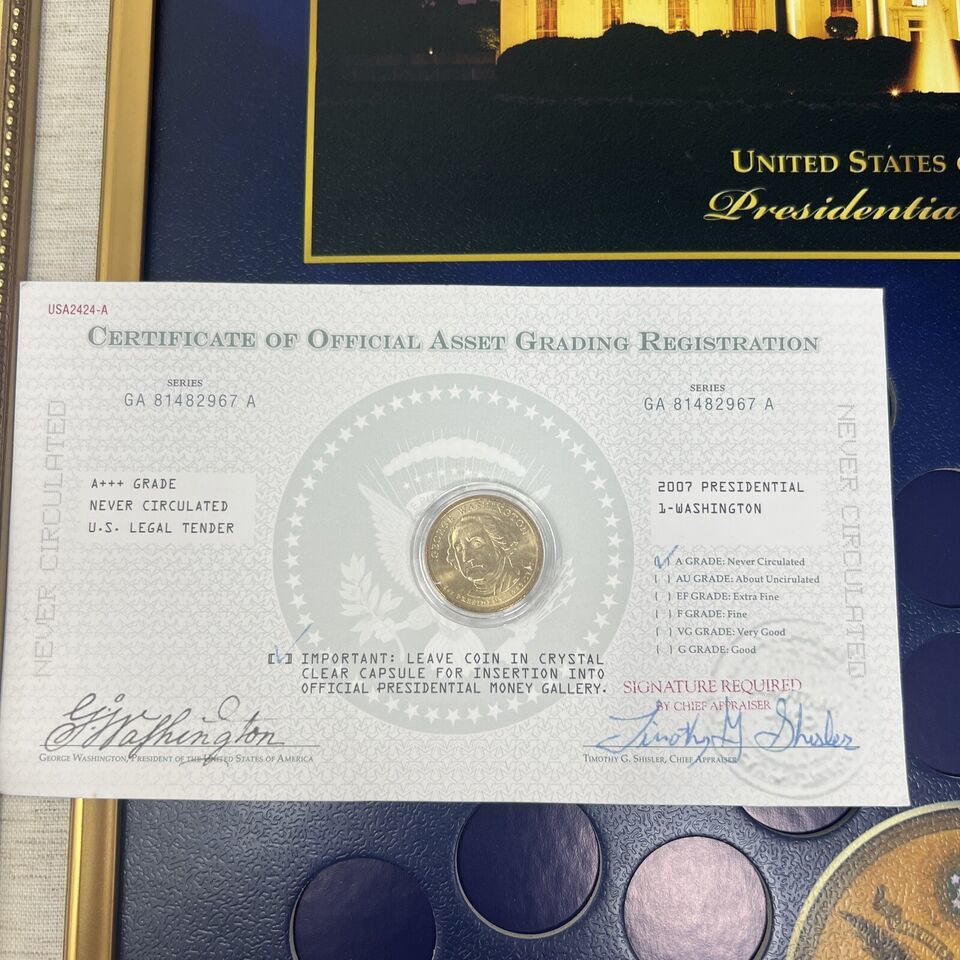 UNITED STATES
Presidentia
USA2424-A
CERTIFICATE OF OFFICIAL ASSET GRADING REGISTRATION
SERIES
GA 81482967 A
SERIES
GA 81482967 A
NEVER CIRCULATED
NEVER CIRCULATED
A+++ GRADE
NEVER CIRCULATED
U.S. LEGAL TENDER
2007 PRESIDENTIAL
1-WASHINGTON
GEORGE WASHINGTON
1ST PRESIDENT
[✓] A GRADE: Never Circulated
[ ] AU GRADE: About Uncirulated
[ ] EF GRADE: Extra Fine
[ ] F GRADE: Fine
[ ] VG GRADE: Very Good
[ ] G GRADE: Good
[✓] IMPORTANT: LEAVE COIN IN CRYSTAL
CLEAR CAPSULE FOR INSERTION INTO
OFFICIAL PRESIDENTIAL MONEY GALLERY.
SIGNATURE REQUIRED
BY CHIEF APPRAISER
G. Washington
Timothy G Shisler
GEORGE WASHINGTON, PRESIDENT OF THE UNITED STATES OF AMERICA
TIMOTHY G. SHISLER, CHIEF APPRAISER